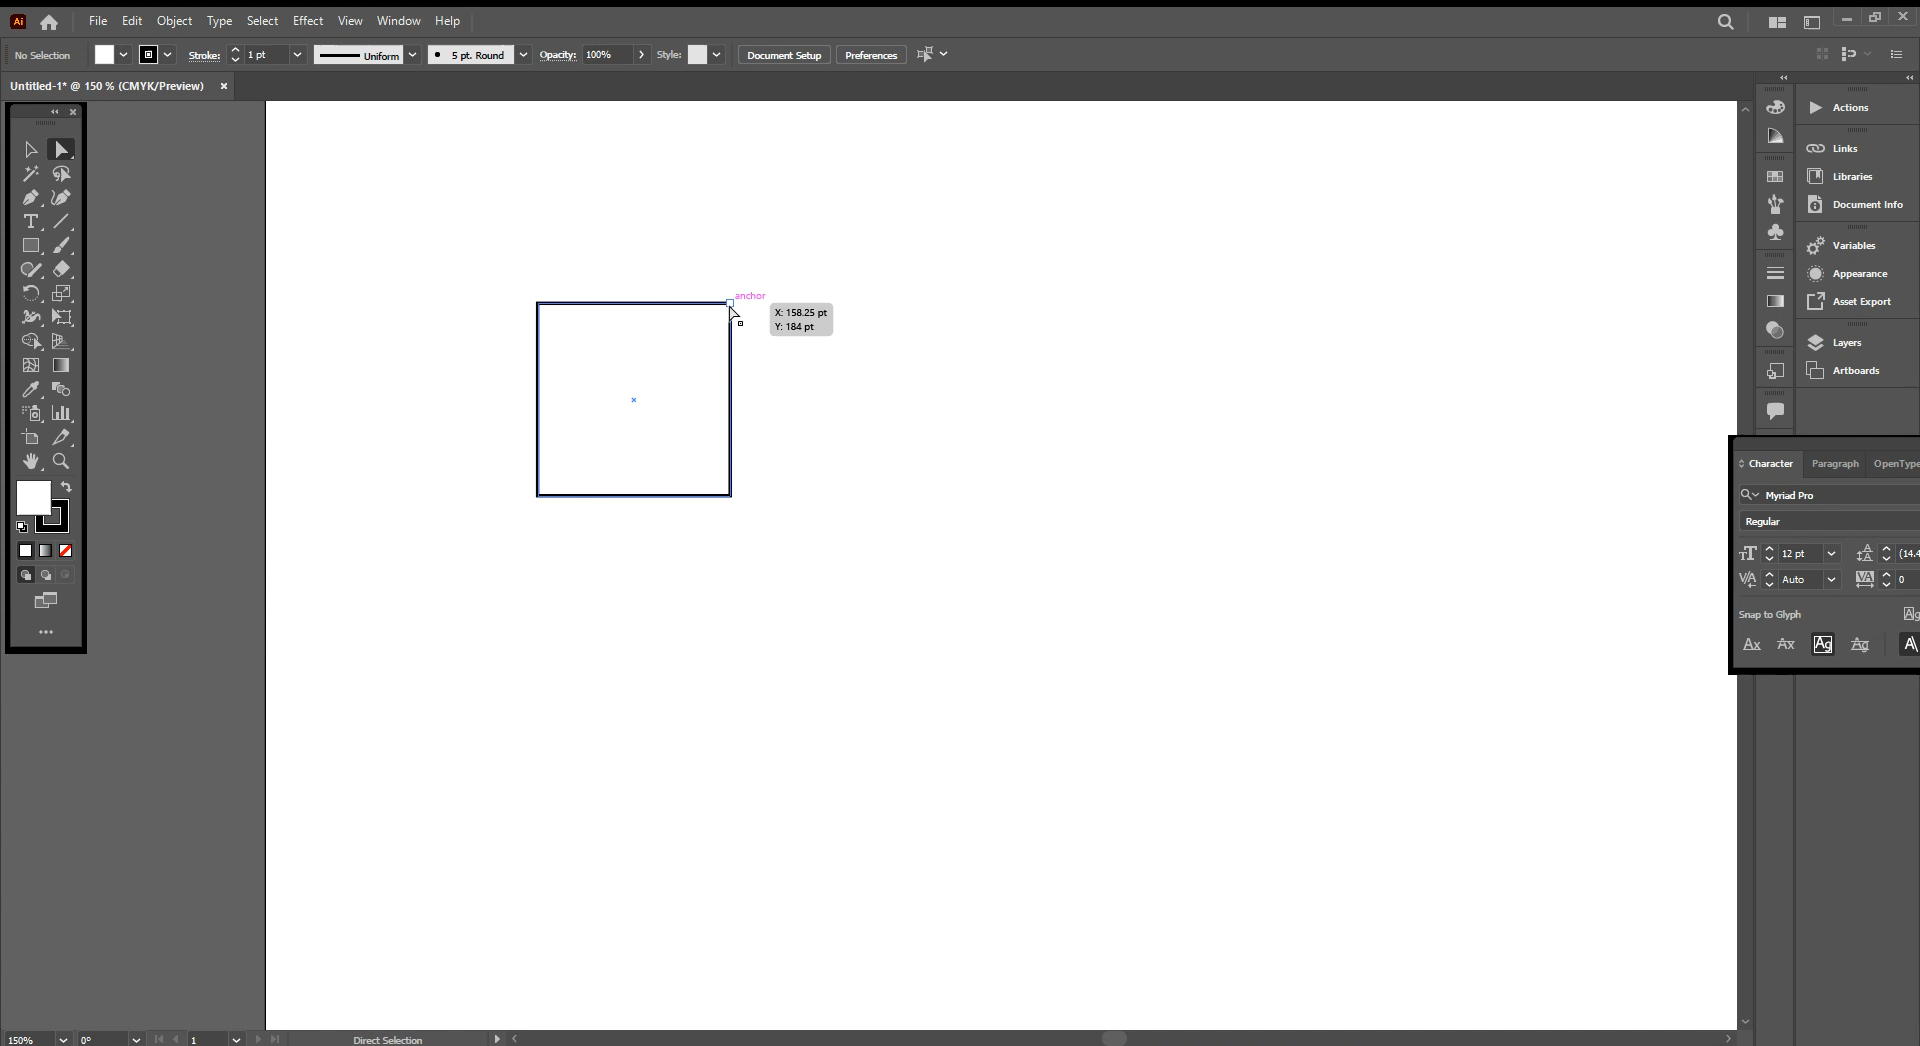 Ai
File Edit Object Type Select Effect View Window Help
No Selection Stroke: 1 pt Uniform 5 pt. Round Opacity: 100% Style: Document Setup Preferences
Untitled-1* @ 150 % (CMYK/Preview)
Actions
Links
Libraries
Document Info
Variables
Appearance
Asset Export
Layers
Artboards
anchor
X: 158.25 pt
Y: 184 pt
Character Paragraph OpenType
Myriad Pro
Regular
12 pt (14.4
Auto 0
Snap to Glyph
150% 0° 1 Direct Selection